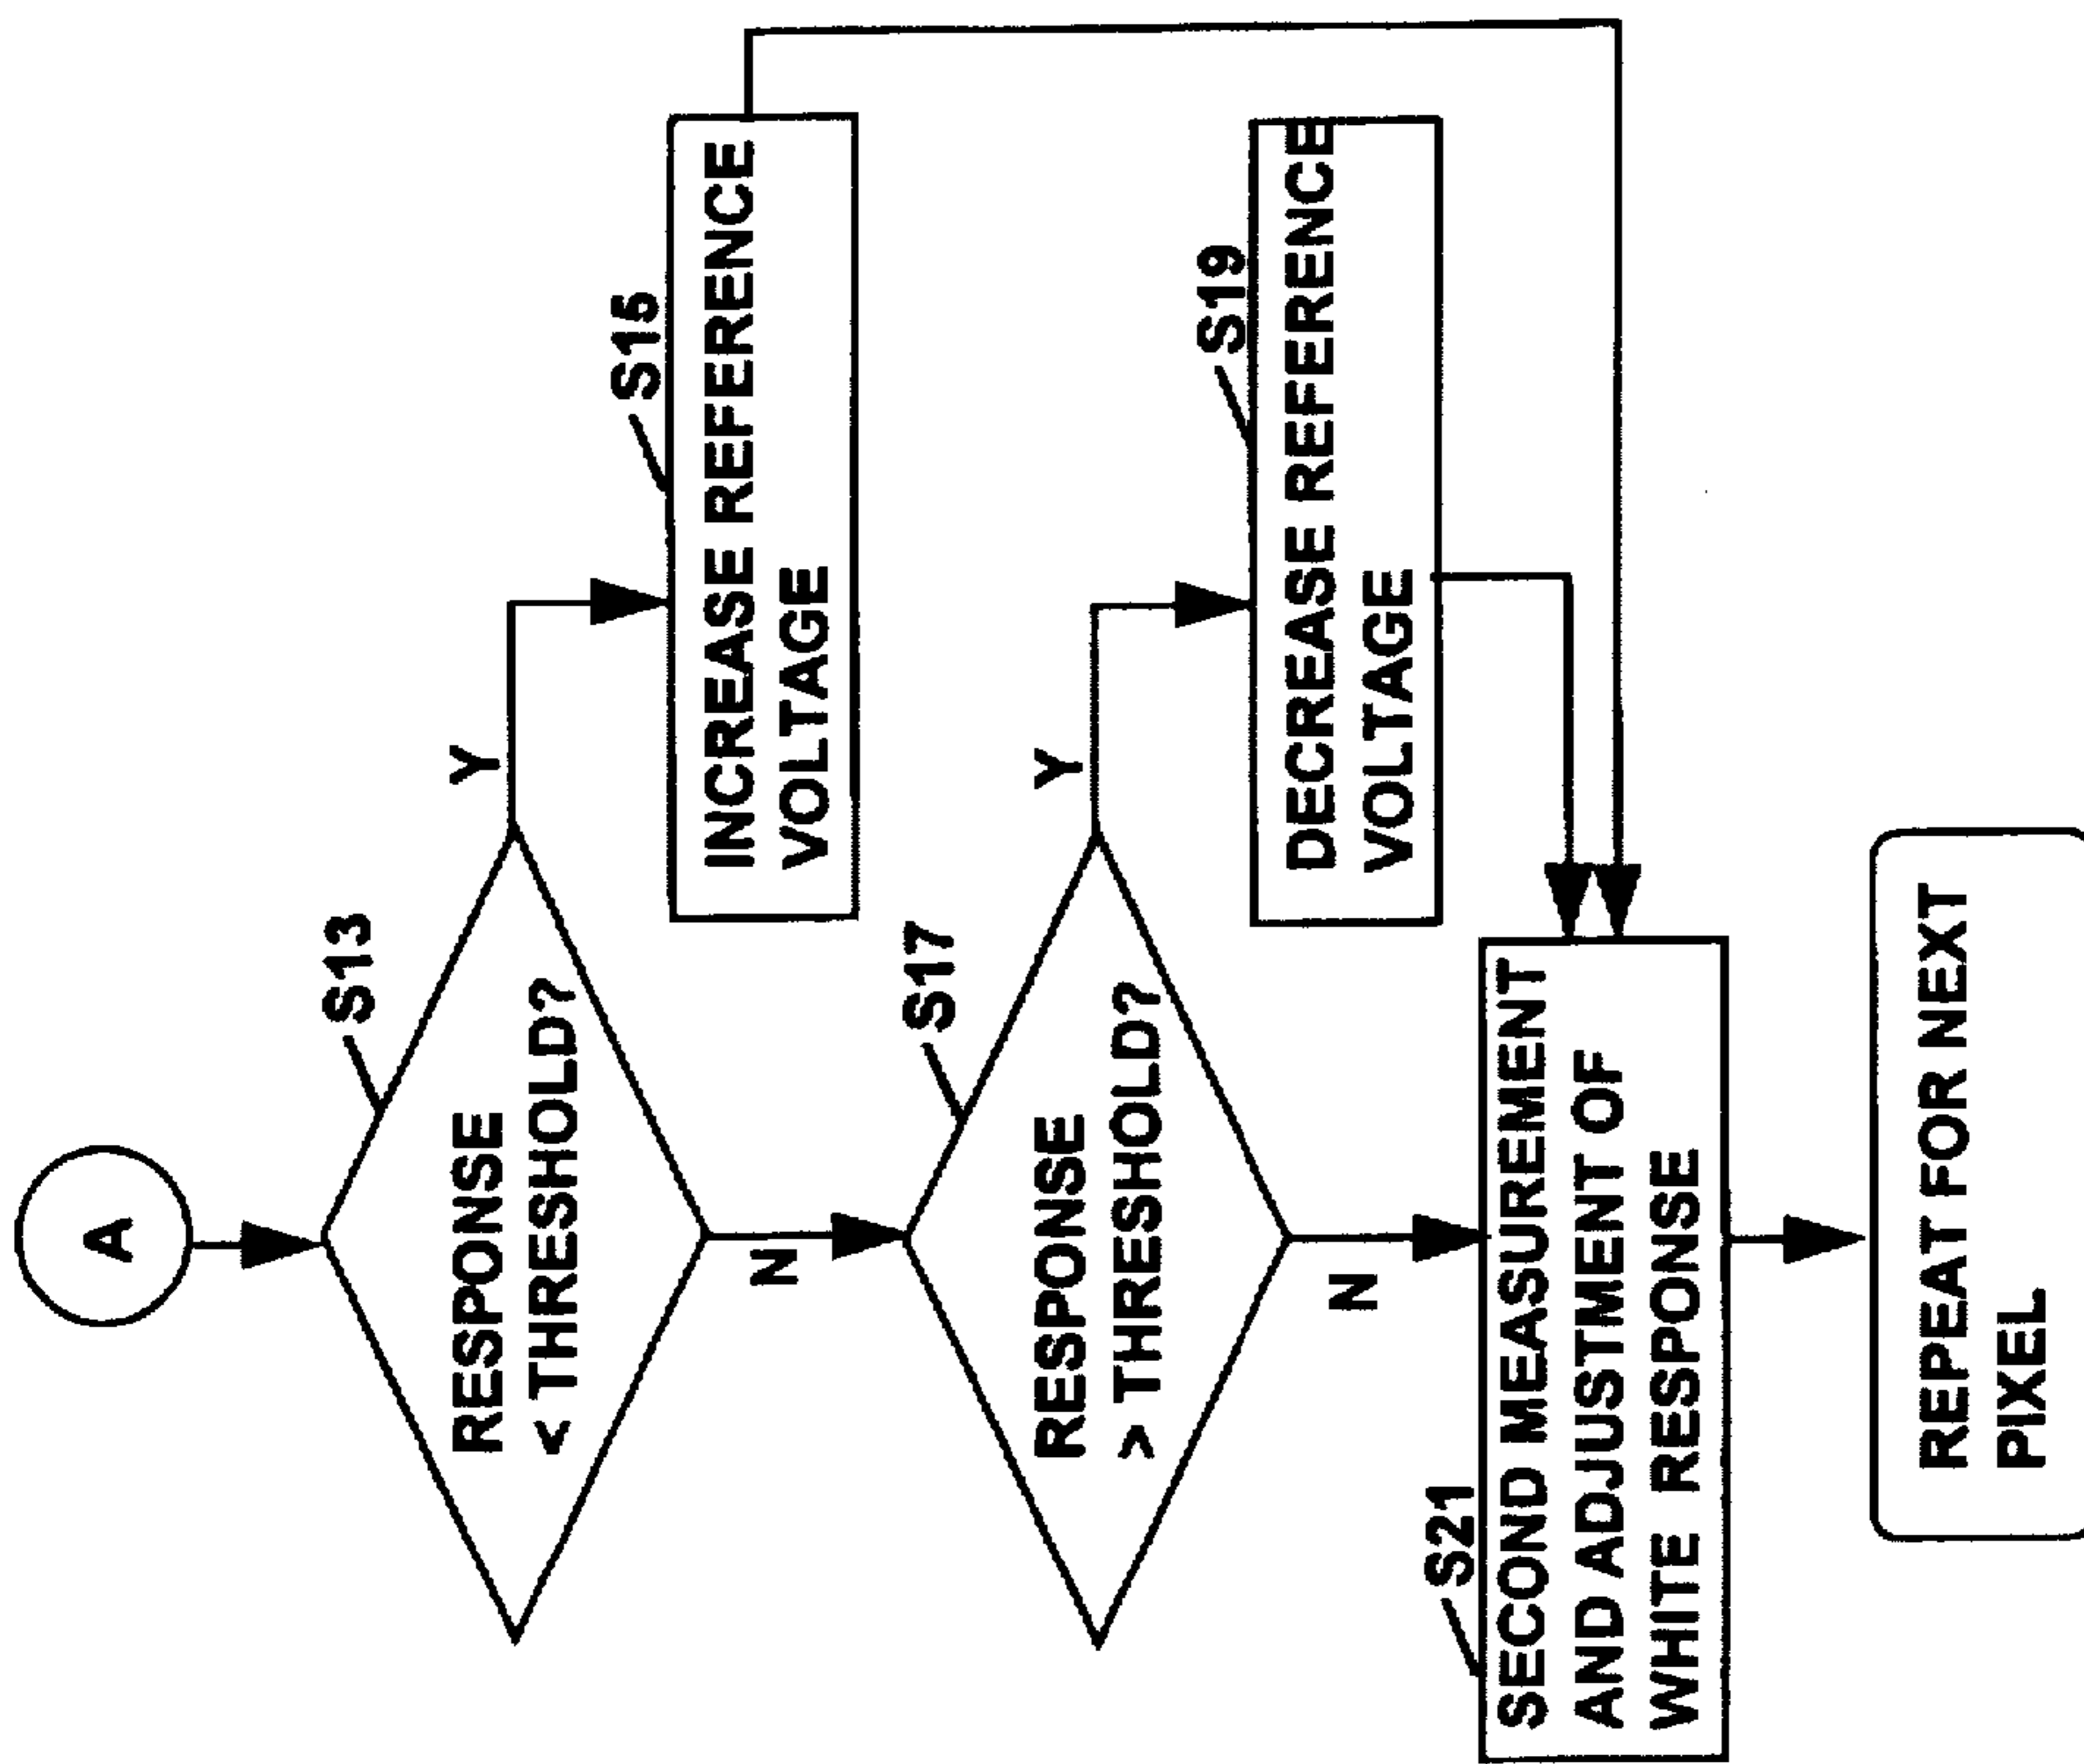 A
S13
RESPONSE
< THRESHOLD?
Y
S15
INCREASE REFERENCE
VOLTAGE
N
S17
RESPONSE
> THRESHOLD?
Y
S19
DECREASE REFERENCE
VOLTAGE
N
S21
SECOND MEASUREMENT
AND ADJUSTMENT OF
WHITE RESPONSE
REPEAT FOR NEXT
PIXEL